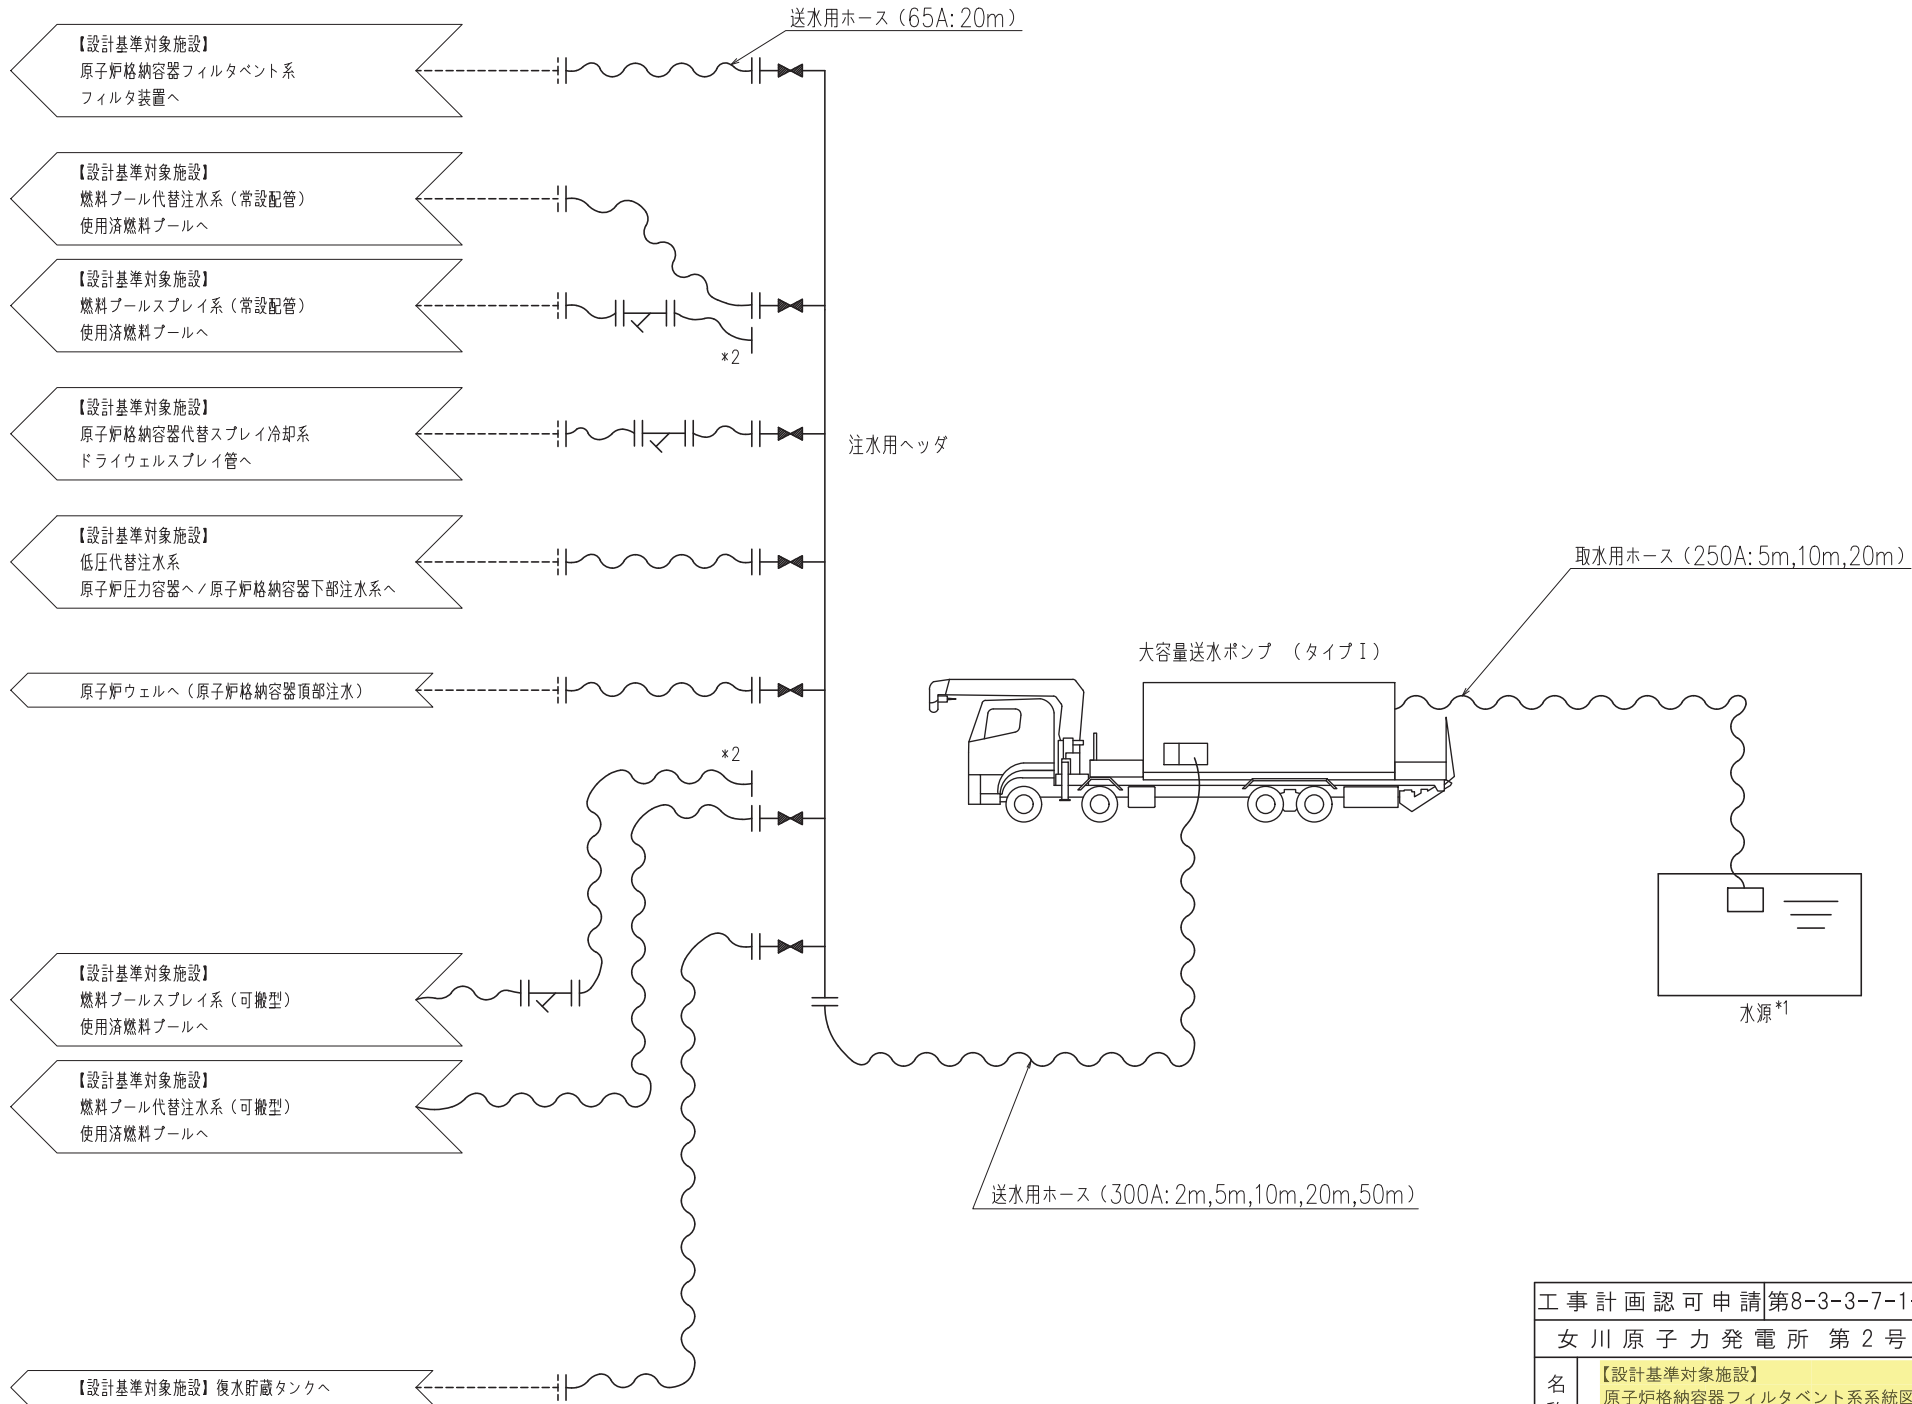 送水用ホース（65A:20m）
【設計基準対象施設】
原子炉格納容器フィルタベント系
フィルタ装置へ
【設計基準対象施設】
燃料プール代替注水系（常設配管）
使用済燃料プールへ
【設計基準対象施設】
燃料プールスプレイ系（常設配管）
使用済燃料プールへ
*2
【設計基準対象施設】
原子炉格納容器代替スプレイ冷却系
ドライウェルスプレイ管へ
注水用ヘッダ
【設計基準対象施設】
低圧代替注水系
原子炉圧力容器へ/原子炉格納容器下部注水系へ
取水用ホース（250A:5m,10m,20m）
大容量送水ポンプ （タイプⅠ）
原子炉ウェルへ（原子炉格納容器頂部注水）
*2
【設計基準対象施設】
燃料プールスプレイ系（可搬型）
使用済燃料プールへ
水源*1
【設計基準対象施設】
燃料プール代替注水系（可搬型）
使用済燃料プールへ
送水用ホース（300A:2m,5m,10m,20m,50m）
【設計基準対象施設】復水貯蔵タンクへ
工事計画認可申請 第8-3-3-7-1-
女川原子力発電所 第2号
名
【設計基準対象施設】
原子炉格納容器フィルタベント系系統図